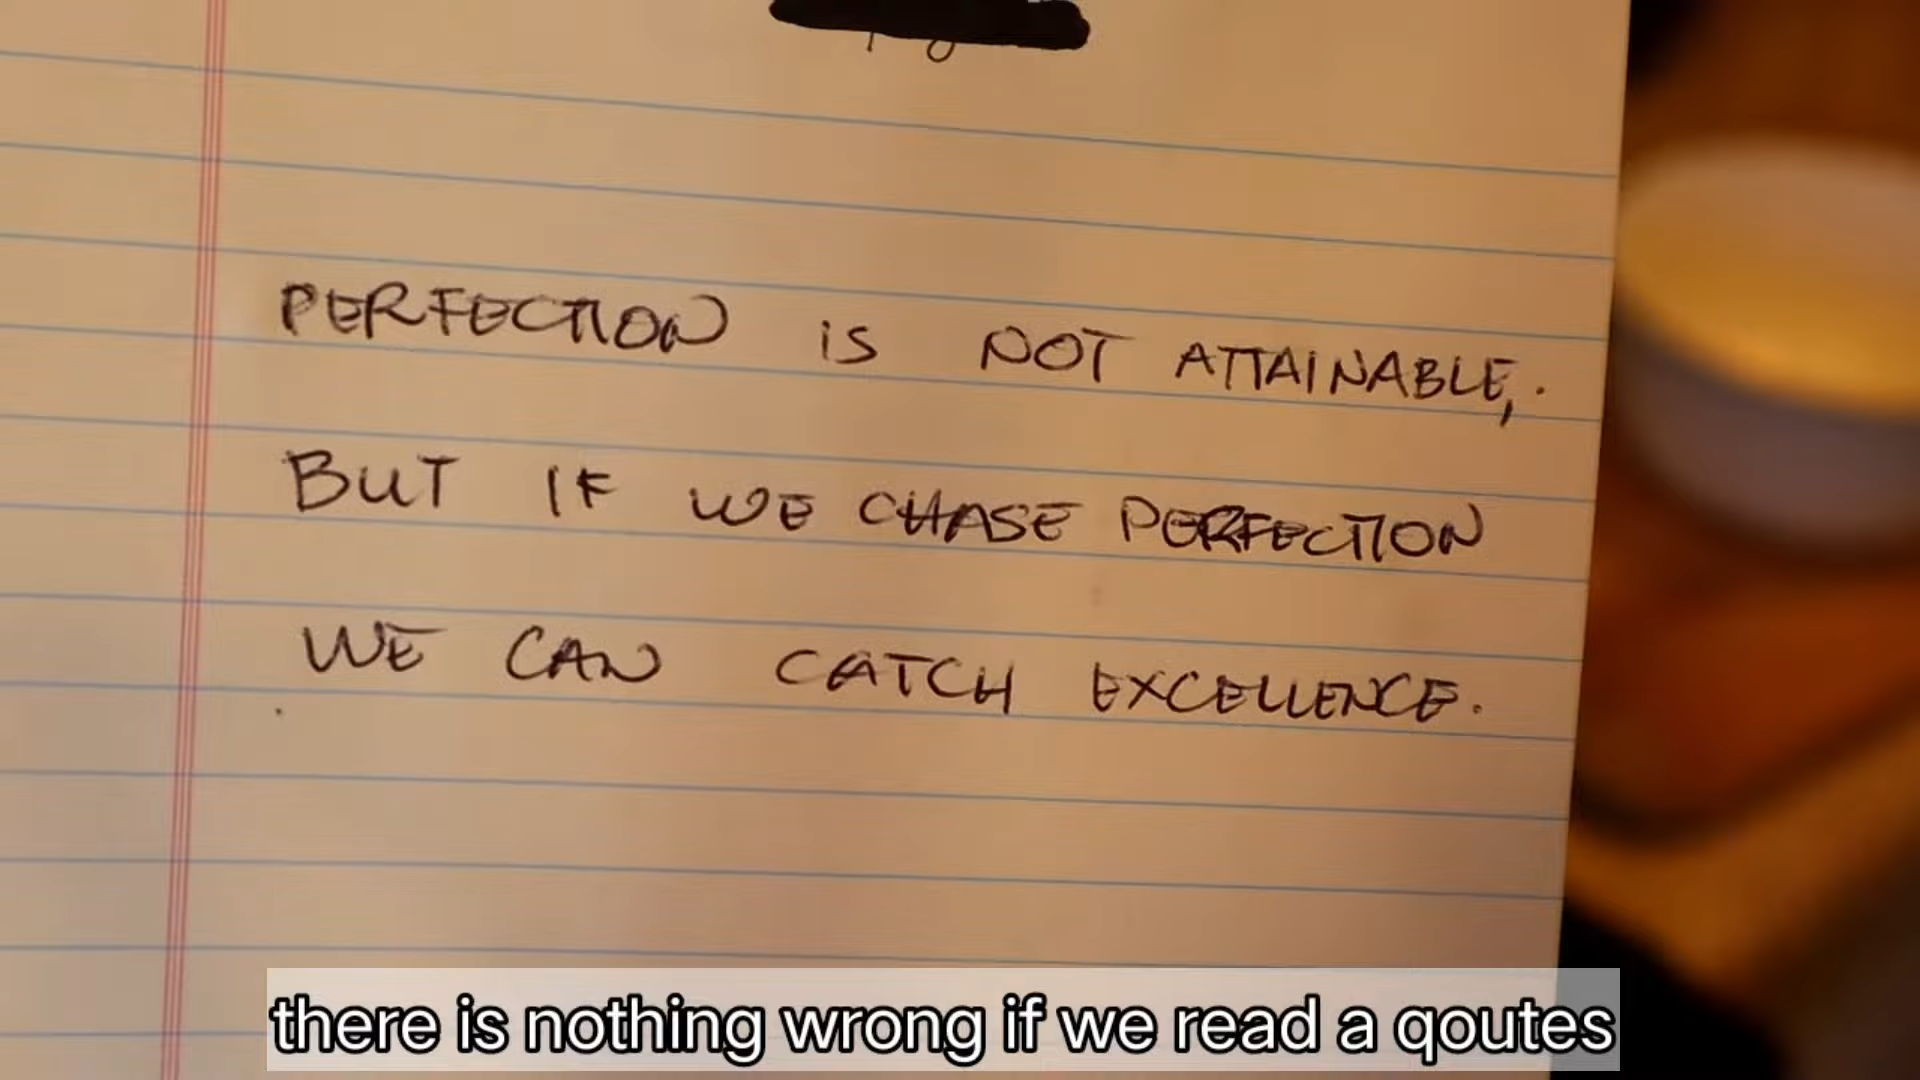 PERFECTION iS NOT ATTAINABLE,.
BUT IF WE CHASE PERFECTION
WE CAN CATCH EXCELLENCE.
there is nothing wrong if we read a qoutes